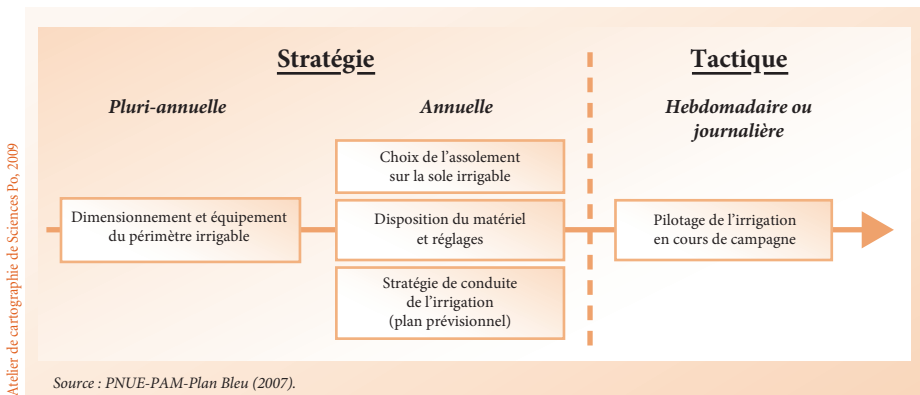 Stratégie
Tactique
Pluri-annuelle
Annuelle
Hebdomadaire ou
journalière
Dimensionnement et équipement
du périmètre irrigable
Choix de l'assolement
sur la sole irrigable
Disposition du matériel
et réglages
Stratégie de conduite
de l'irrigation
(plan prévisionnel)
Pilotage de l'irrigation
en cours de campagne
Source : PNUE-PAM-Plan Bleu (2007).
Atelier de cartographie de Sciences Po, 2009